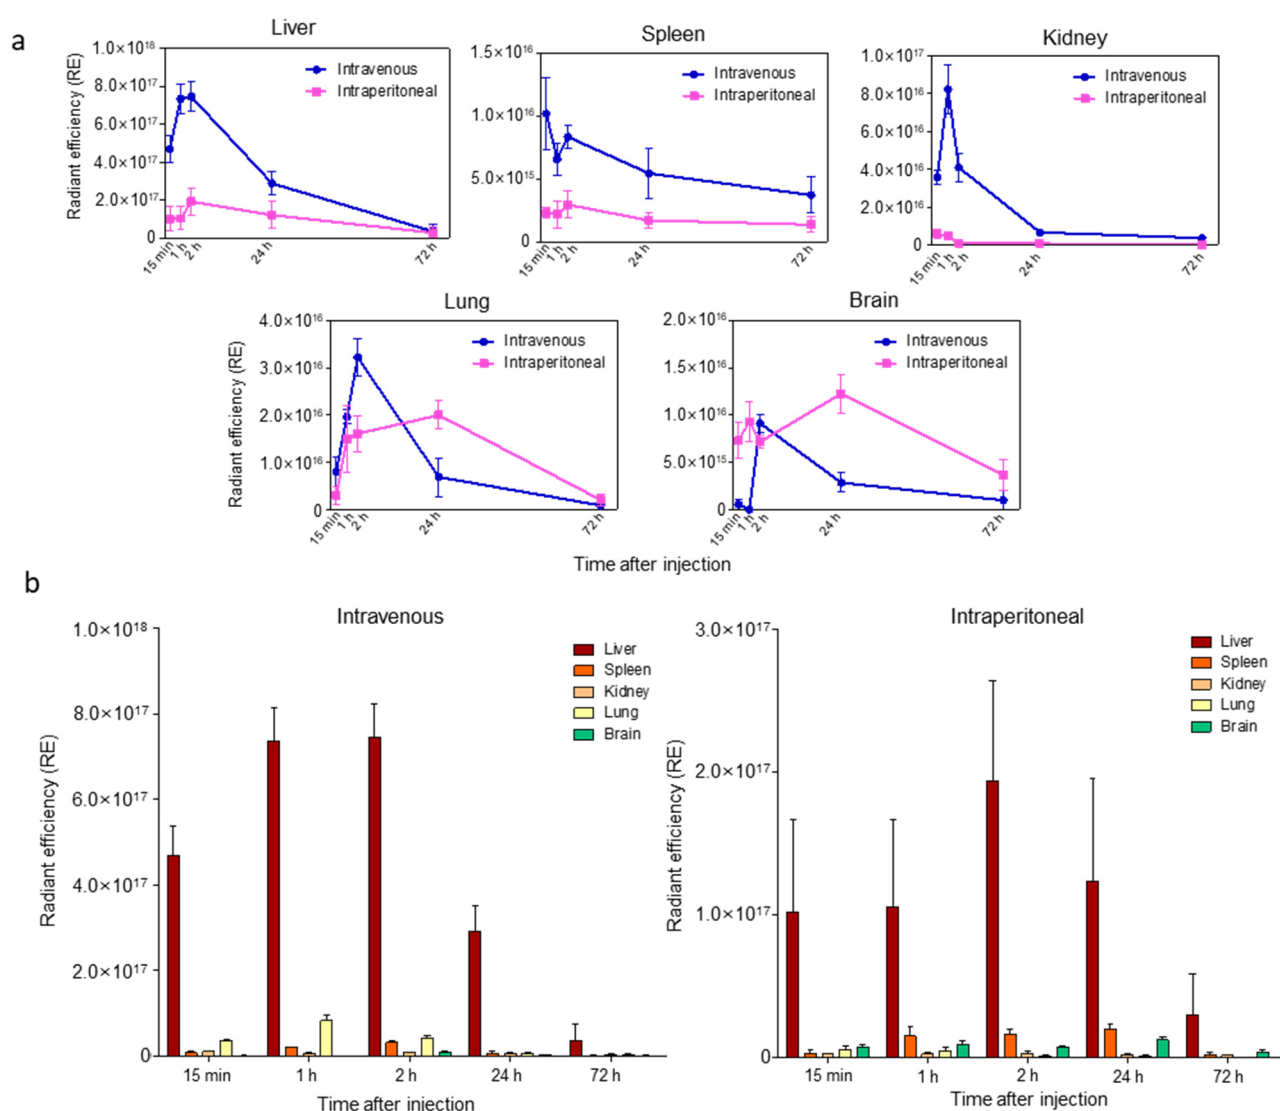 a
Liver
Radiant efficiency (RE)
1.0×10¹⁸
8.0×10¹⁷
6.0×10¹⁷
4.0×10¹⁷
2.0×10¹⁷
0
Intravenous
Intraperitoneal
15 min
1 h
2 h
24 h
72 h
Spleen
1.5×10¹⁶
1.0×10¹⁶
5.0×10¹⁵
0
Intravenous
Intraperitoneal
15 min
1 h
2 h
24 h
72 h
Kidney
1.0×10¹⁷
8.0×10¹⁶
6.0×10¹⁶
4.0×10¹⁶
2.0×10¹⁶
0
Intravenous
Intraperitoneal
15 min
1 h
2 h
24 h
72 h
Lung
Radiant efficiency (RE)
4.0×10¹⁶
3.0×10¹⁶
2.0×10¹⁶
1.0×10¹⁶
0
Intravenous
Intraperitoneal
15 min
1 h
2 h
24 h
72 h
Brain
2.0×10¹⁶
1.5×10¹⁶
1.0×10¹⁶
5.0×10¹⁵
0
Intravenous
Intraperitoneal
15 min
1 h
2 h
24 h
72 h
Time after injection
b
Intravenous
Radiant efficiency (RE)
1.0×10¹⁸
8.0×10¹⁷
6.0×10¹⁷
4.0×10¹⁷
2.0×10¹⁷
0
Liver
Spleen
Kidney
Lung
Brain
15 min 1 h 2 h 24 h 72 h
Time after injection
Intraperitoneal
Radiant efficiency (RE)
3.0×10¹⁷
2.0×10¹⁷
1.0×10¹⁷
0
Liver
Spleen
Kidney
Lung
Brain
15 min 1 h 2 h 24 h 72 h
Time after injection